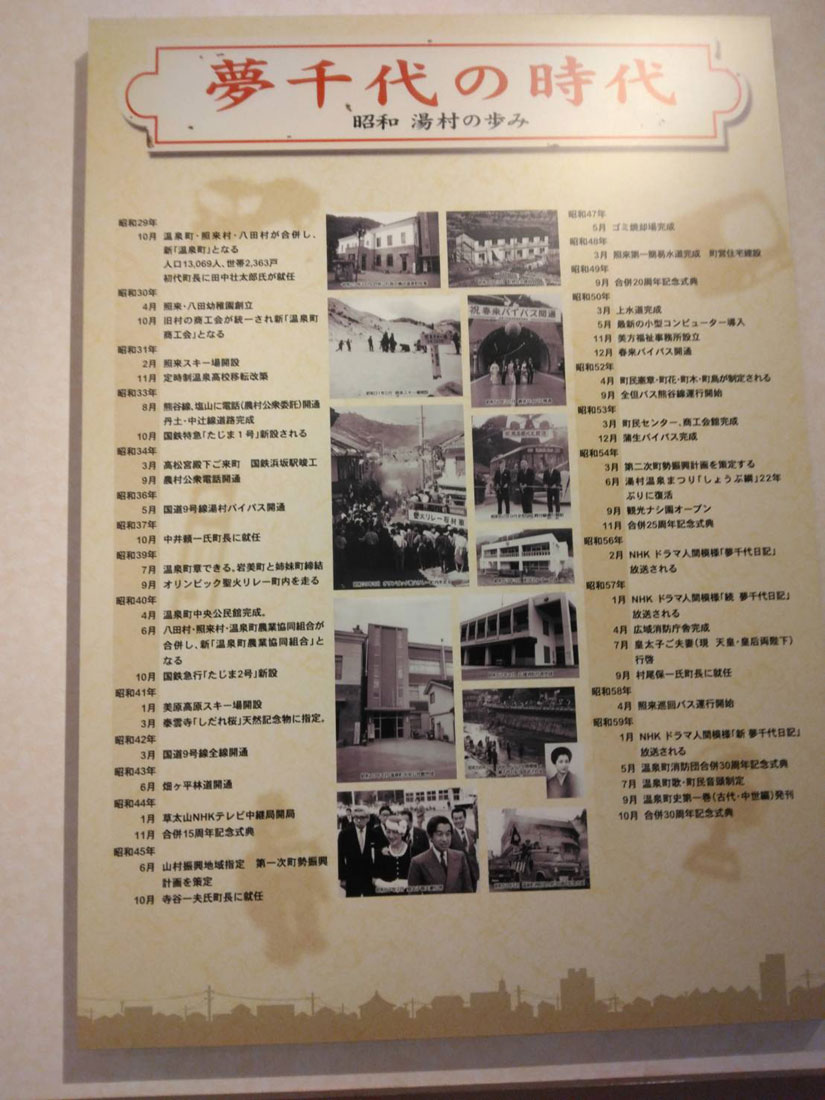 夢千代の時代
昭和 湯村の歩み
昭和29年
10月 温泉町・照来村・八田村が合併し、
新「温泉町」となる
人口13,069人、世帯2,363戸
初代町長に田中壮太郎氏が就任
昭和30年
4月 照来・八田幼稚園創立
10月 旧村の商工会が統一され新「温泉町
商工会」となる
昭和31年
2月 照来スキー場開設
11月 定時制温泉高校移転改築
昭和33年
8月 熊谷線、塩山に電話(農村公衆委託)開通
丹土・中辻線道路完成
10月 国鉄特急「たじま1号」新設される
昭和34年
3月 高松宮殿下ご来町 国鉄浜坂駅竣工
9月 農村公衆電話開通
昭和36年
5月 国道9号線湯村バイパス開通
昭和37年
10月 中井頼一氏町長に就任
昭和39年
7月 温泉町章できる、岩美町と姉妹町締結
9月 オリンピック聖火リレー町内を走る
昭和40年
4月 温泉町中央公民館完成。
6月 八田村・照来村・温泉町農業協同組合が
合併し、新「温泉町農業協同組合」と
なる
10月 国鉄急行「たじま2号」新設
昭和41年
1月 美原高原スキー場開設
3月 泰雲寺「しだれ桜」天然記念物に指定。
昭和42年
3月 国道9号線全線開通
昭和43年
6月 畑ヶ平林道開通
昭和44年
1月 草太山NHKテレビ中継局開局
11月 合併15周年記念式典
昭和45年
6月 山村振興地域指定 第一次町勢振興
計画を策定
10月 寺谷一夫氏町長に就任
祝 春来バイパス開通
聖火リレー
昭和47年
5月 ゴミ焼却場完成
昭和48年
3月 照来第一簡易水道完成 町営住宅建設
昭和49年
9月 合併20周年記念式典
昭和50年
3月 上水道完成
5月 最新の小型コンピューター導入
11月 美方福祉事務所設立
12月 春来バイパス開通
昭和52年
4月 町民憲章・町花・町木・町鳥が制定される
9月 全但バス熊谷線運行開始
昭和53年
3月 町民センター、商工会館完成
12月 蒲生バイパス完成
昭和54年
3月 第二次町勢振興計画を策定する
6月 湯村温泉まつり「しょうぶ綱」22年
ぶりに復活
9月 観光ナシ園オープン
11月 合併25周年記念式典
昭和56年
2月 NHK ドラマ人間模様「夢千代日記」
放送される
昭和57年
1月 NHK ドラマ人間模様「続 夢千代日記」
放送される
4月 広域消防庁舎完成
7月 皇太子ご夫妻(現 天皇・皇后両陛下)
行啓
9月 村尾保一氏町長に就任
昭和58年
4月 照来巡回バス運行開始
昭和59年
1月 NHK ドラマ人間模様「新 夢千代日記」
放送される
5月 温泉町消防団合併30周年記念式典
7月 温泉町歌・町民音頭制定
9月 温泉町史第一巻(古代・中世編)発刊
10月 合併30周年記念式典